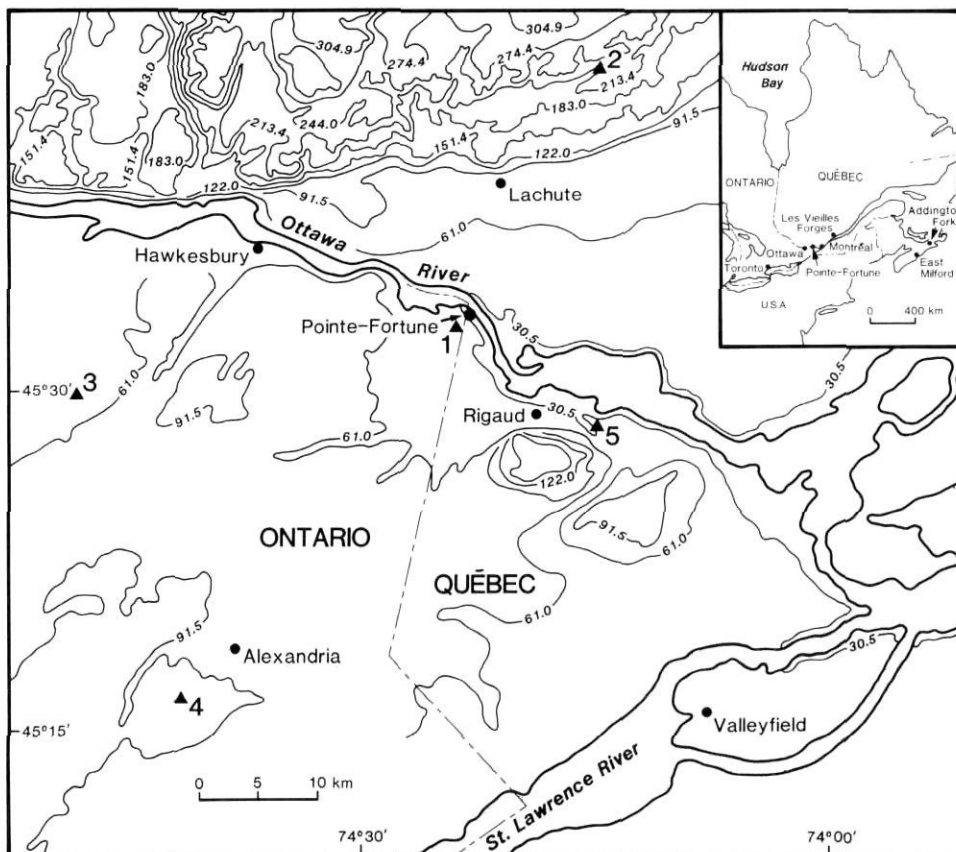 304.9
274.4
304.9
2
213.4
183.0
183.0
151.4
213.4
244.0
151.4
183.0
151.4
91.5
122.0
122.0
91.5
Lachute
61.0
Ottawa
River
Hawkesbury
Pointe-Fortune
1
30.5
30.5
45°30'
3
61.0
91.5
Rigaud
30.5
5
61.0
122.0
91.5
61.0
ONTARIO
QUÉBEC
61.0
91.5
Alexandria
4
45°15'
30.5
Valleyfield
0 5 10 km
St. Lawrence River
74°30'
74°00'
Hudson
Bay
ONTARIO
QUÉBEC
Les Vieilles
Forges
Addington
Fork
Ottawa
Montréal
Toronto
Pointe-Fortune
East
Milford
U.S.A
0 400 km